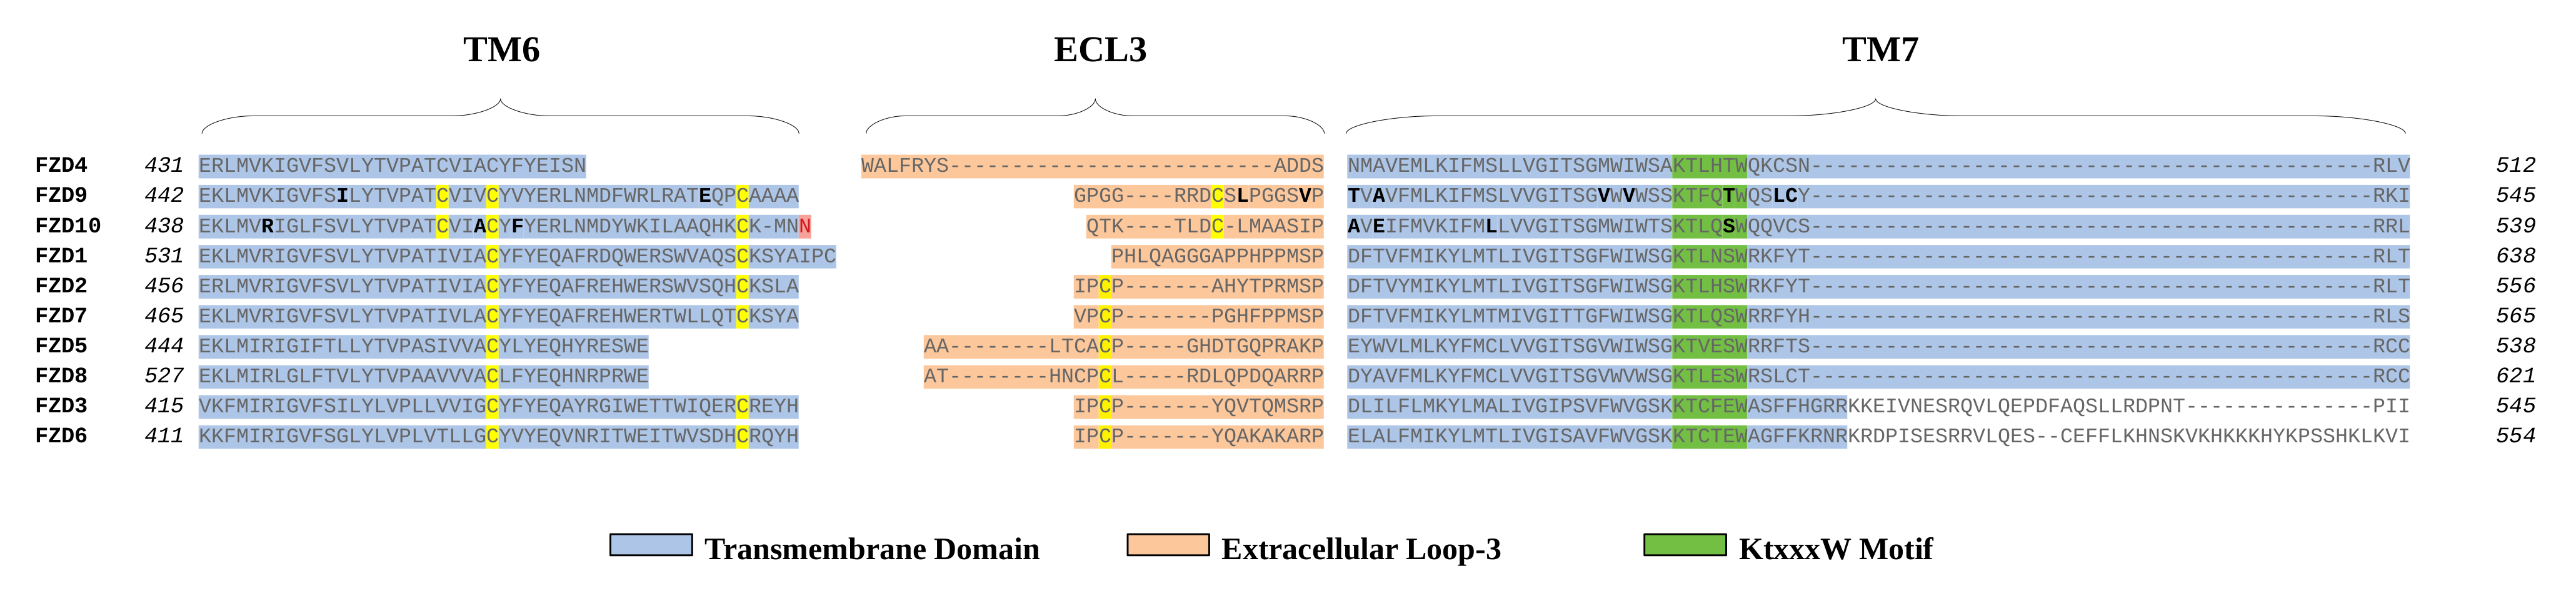 TM6 ECL3 TM7
FZD4 431 ERLMVKIGVFSVLYTVPATCVIACYFYEISN WALFRYS--------------------------ADDS NMAVEMLKIFMSLLVGITSGMWIWSAKTLHTWQKCSN---------------------------------------------RLV 512
FZD9 442 EKLMVKIGVFSILYTVPATCVIVCYVYERLNMDFWRLRATEQPCAAAA GPGG----RRDCSLPGGSVP TVAVFMLKIFMSLVVGITSGVWVWSSKTFQTWQSLCY---------------------------------------------RKI 545
FZD10 438 EKLMVRIGLFSVLYTVPATCVIACYFYERLNMDYWKILAAQHKCK-MNN QTK----TLDC-LMAASIP AVEIFMVKIFMLLVVGITSGMWIWTSKTLQSWQQVCS---------------------------------------------RRL 539
FZD1 531 EKLMVRIGVFSVLYTVPATIVIACYFYEQAFRDQWERSWVAQSCKSYAIPC PHLQAGGGAPPHPPMSP DFTVFMIKYLMTLIVGITSGFWIWSGKTLNSWRKFYT---------------------------------------------RLT 638
FZD2 456 ERLMVRIGVFSVLYTVPATIVIACYFYEQAFREHWERSWVSQHCKSLA IPCP-------AHYTPRMSP DFTVYMIKYLMTLIVGITSGFWIWSGKTLHSWRKFYT---------------------------------------------RLT 556
FZD7 465 EKLMVRIGVFSVLYTVPATIVLACYFYEQAFREHWERTWLLQTCKSYA VPCP-------PGHFPPMSP DFTVFMIKYLMTMIVGITTGFWIWSGKTLQSWRRFYH---------------------------------------------RLS 565
FZD5 444 EKLMIRIGIFTLLYTVPASIVVACYLYEQHYRESWE AA--------LTCACP-----GHDTGQPRAKP EYWVLMLKYFMCLVVGITSGVWIWSGKTVESWRRFTS---------------------------------------------RCC 538
FZD8 527 EKLMIRLGLFTVLYTVPAAVVVACLFYEQHNRPRWE AT--------HNCPCL-----RDLQPDQARRP DYAVFMLKYFMCLVVGITSGVWVWSGKTLESWRSLCT---------------------------------------------RCC 621
FZD3 415 VKFMIRIGVFSILYLVPLLVVIGCYFYEQAYRGIWETTWIQERCREYH IPCP-------YQVTQMSRP DLILFLMKYLMALIVGIPSVFWVGSKKTCFEWASFFHGRRKKEIVNESRQVLQEPDFAQSLLRDPNT---------------PII 545
FZD6 411 KKFMIRIGVFSGLYLVPLVTLLGCYVYEQVNRITWEITWVSDHCRQYH IPCP-------YQAKAKARP ELALFMIKYLMTLIVGISAVFWVGSKKTCTEWAGFFKRNRKRDPISESRRVLQES--CEFFLKHNSKVKHKKKHYKPSSHKLKVI 554
Transmembrane Domain Extracellular Loop-3 KtxxxW Motif